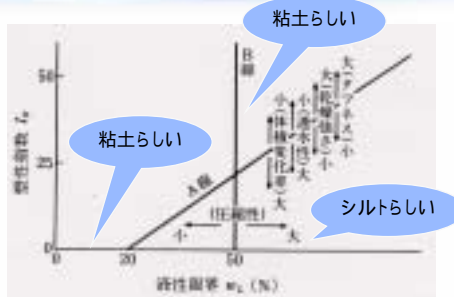 粘土らしい
粘土らしい
シルトらしい
B線
A線
塑性指数 Ip
50
25
0
0
20
50
液性限界 wL (%)
小 (圧縮性) 大
小(体積変化率)大
小(透水性)大
大(乾燥強さ)小
大(タフネス)小